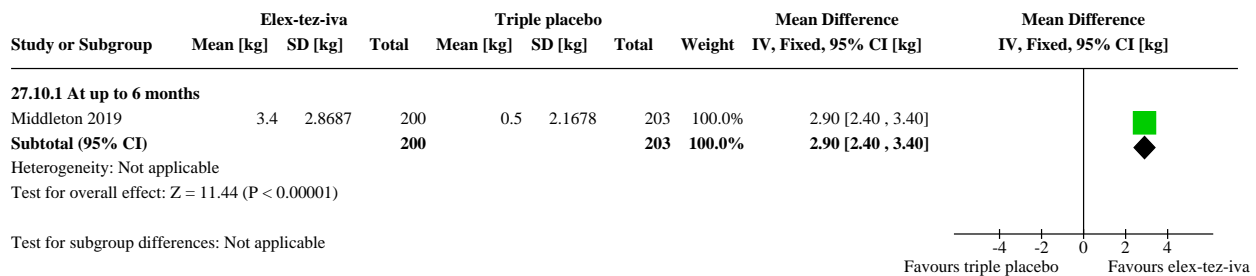 Elex-tez-iva Triple placebo Mean Difference Mean Difference
Study or Subgroup Mean [kg] SD [kg] Total Mean [kg] SD [kg] Total Weight IV, Fixed, 95% CI [kg] IV, Fixed, 95% CI [kg]
27.10.1 At up to 6 months
Middleton 2019 3.4 2.8687 200 0.5 2.1678 203 100.0% 2.90 [2.40 , 3.40]
Subtotal (95% CI) 200 203 100.0% 2.90 [2.40 , 3.40]
Heterogeneity: Not applicable
Test for overall effect: Z = 11.44 (P < 0.00001)
Test for subgroup differences: Not applicable
-4 -2 0 2 4
Favours triple placebo Favours elex-tez-iva